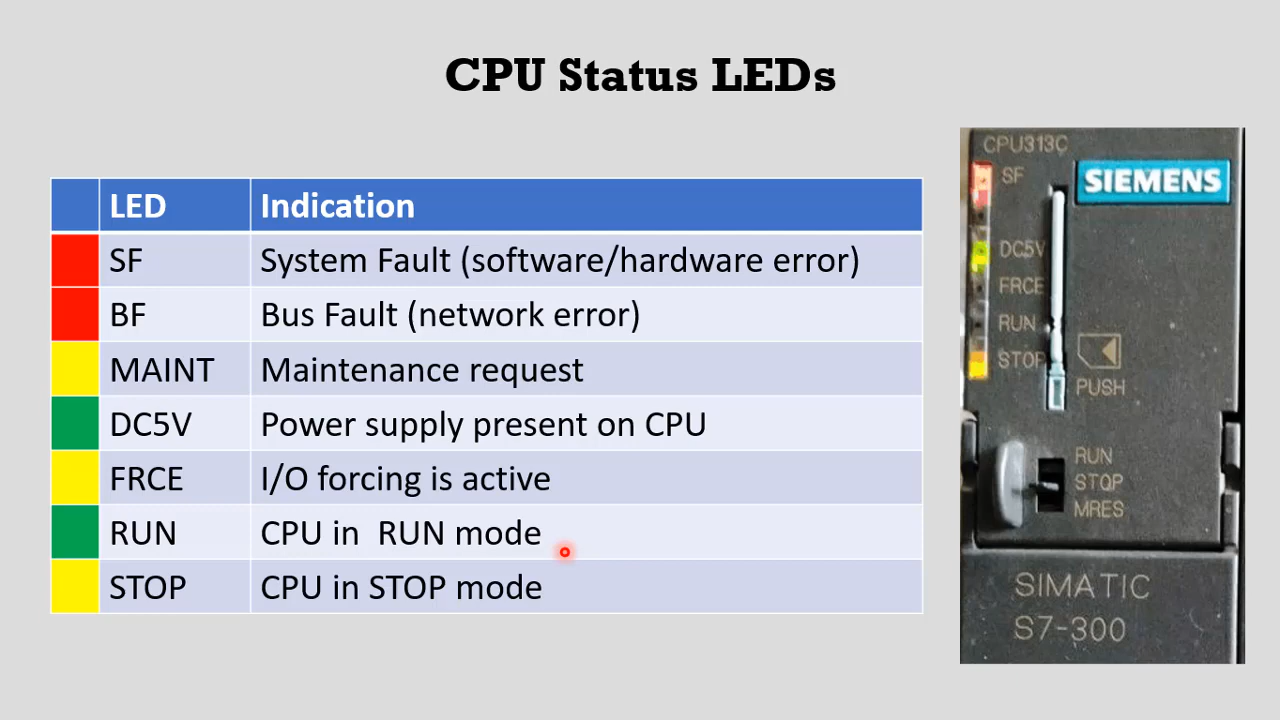 CPU Status LEDs
LED Indication
SF System Fault (software/hardware error)
BF Bus Fault (network error)
MAINT Maintenance request
DC5V Power supply present on CPU
FRCE I/O forcing is active
RUN CPU in RUN mode
STOP CPU in STOP mode
CPU313C
SF
SIEMENS
DC5V
FRCE
RUN
STOP
PUSH
RUN
STOP
MRES
SIMATIC
S7-300